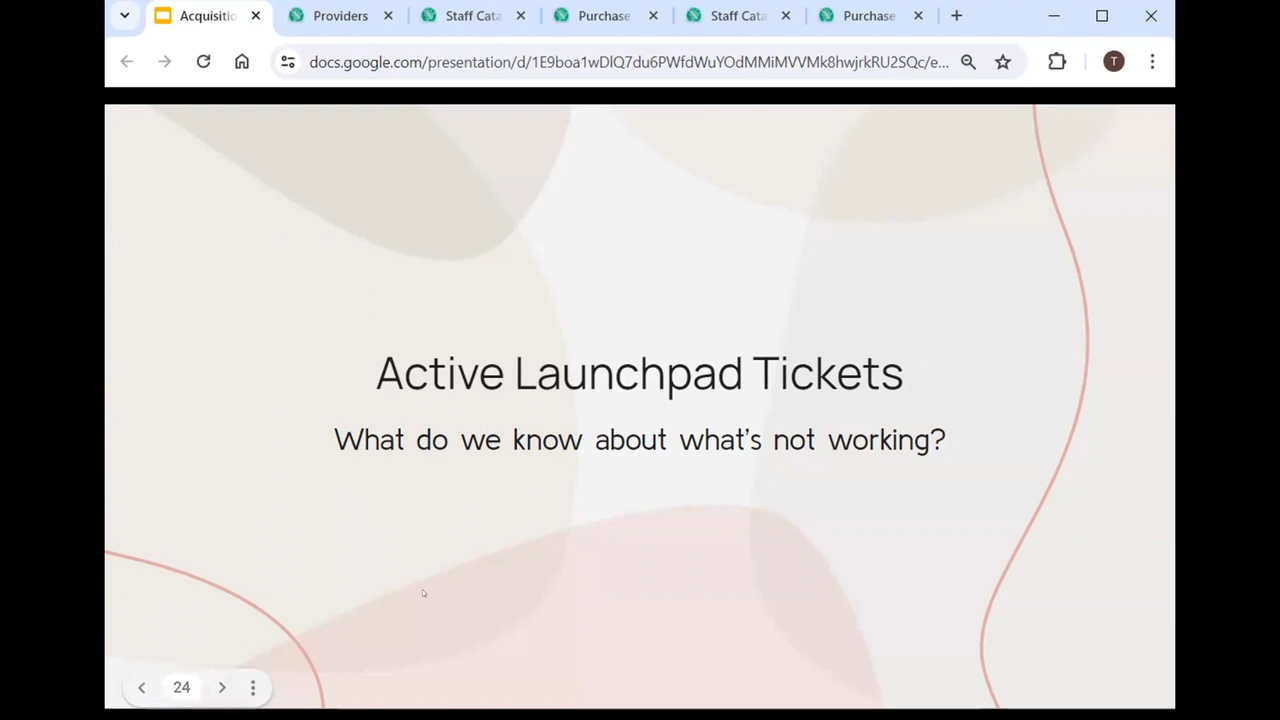 Acquisitio
Providers
Staff Cata
Purchase
Staff Cata
Purchase
docs.google.com/presentation/d/1E9boa1wDlQ7du6PWfdWuYOdMMiMVVMk8hwjrkRU2SQc/e...
T
Active Launchpad Tickets
What do we know about what's not working?
24